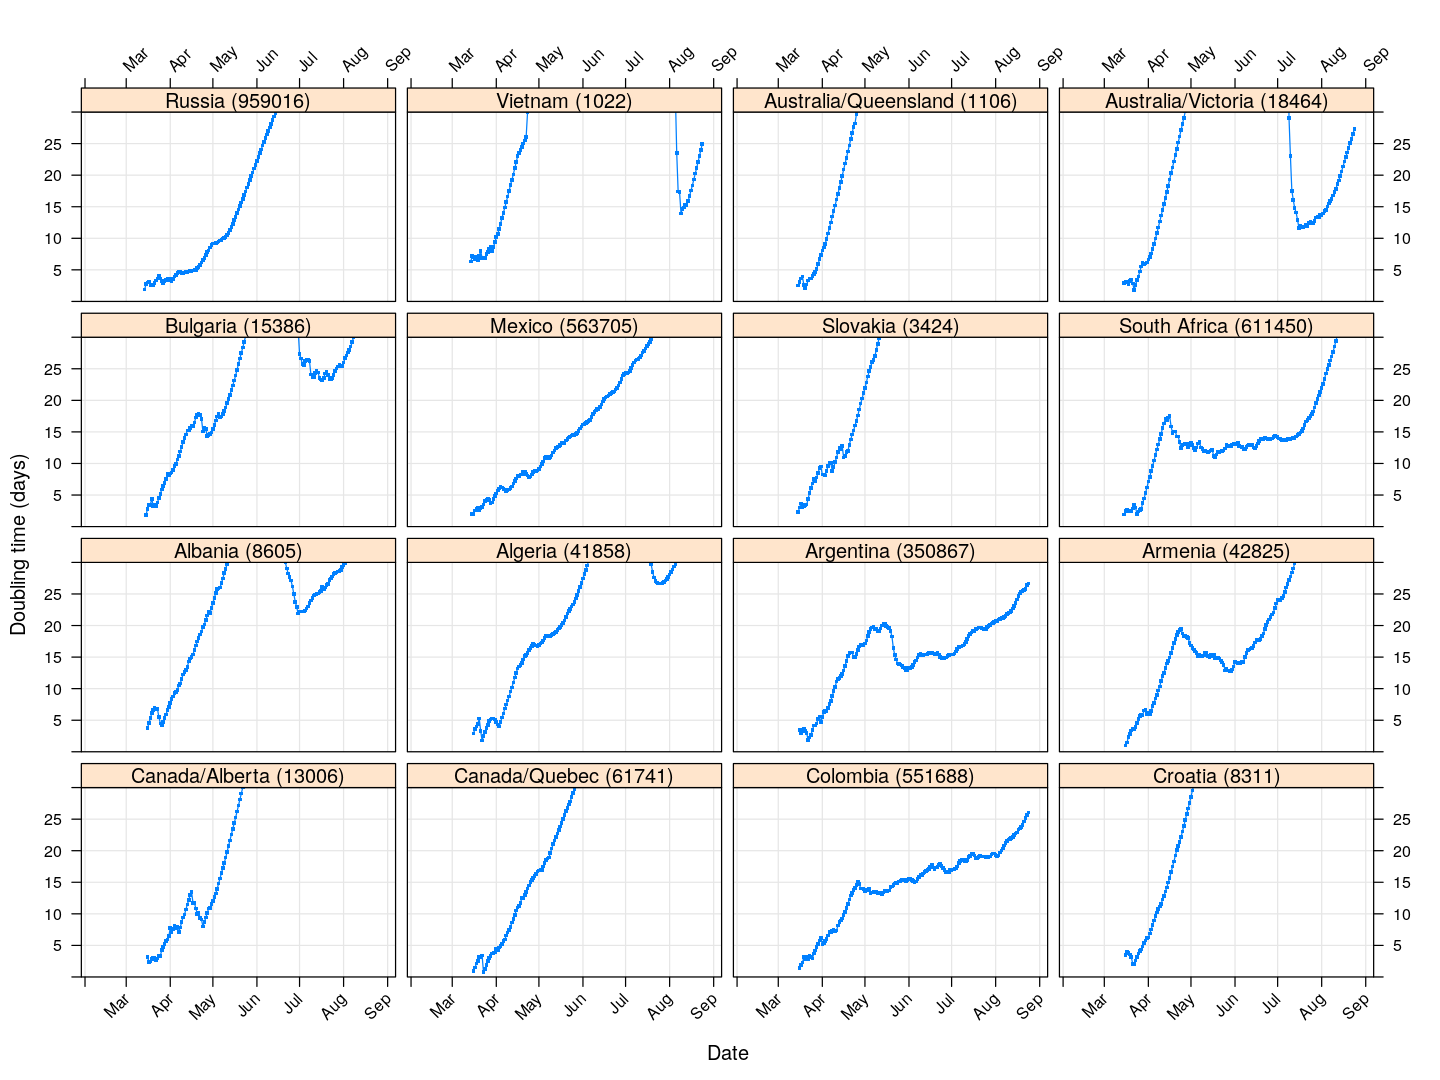 Mar Apr May Jun Jul Aug Sep Mar Apr May Jun Jul Aug Sep Mar Apr May Jun Jul Aug Sep Mar Apr May Jun Jul Aug Sep
Russia (959016) Vietnam (1022) Australia/Queensland (1106) Australia/Victoria (18464)
25 25
20 20
15 15
10 10
5 5
Bulgaria (15386) Mexico (563705) Slovakia (3424) South Africa (611450)
25 25
20 20
15 15
10 10
5 5
Albania (8605) Algeria (41858) Argentina (350867) Armenia (42825)
25 25
20 20
15 15
10 10
5 5
Canada/Alberta (13006) Canada/Quebec (61741) Colombia (551688) Croatia (8311)
25 25
20 20
15 15
10 10
5 5
Mar Apr May Jun Jul Aug Sep Mar Apr May Jun Jul Aug Sep Mar Apr May Jun Jul Aug Sep Mar Apr May Jun Jul Aug Sep
Doubling time (days)
Date